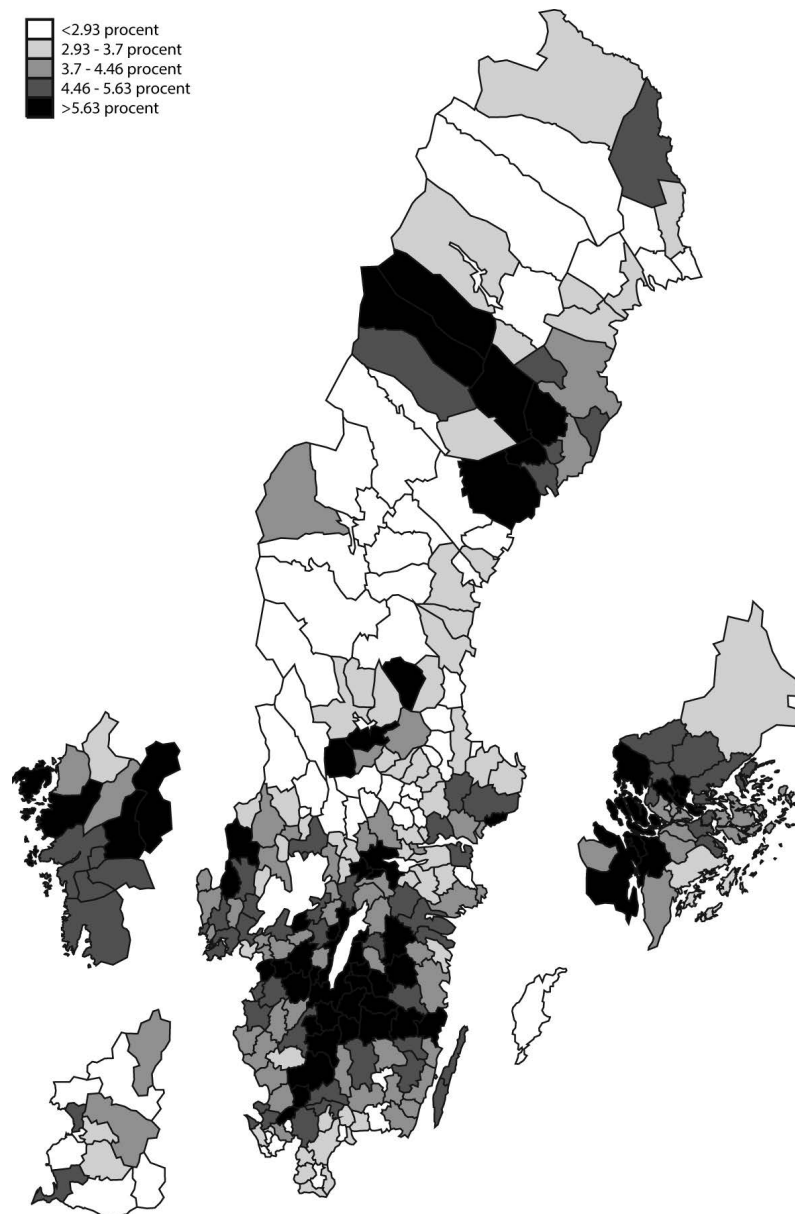 <2.93 procent
2.93 - 3.7 procent
3.7 - 4.46 procent
4.46 - 5.63 procent
>5.63 procent